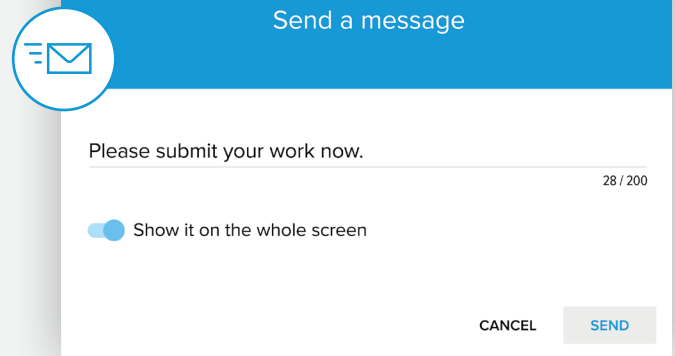 Send a message
Please submit your work now.
28 / 200
Show it on the whole screen
CANCEL SEND